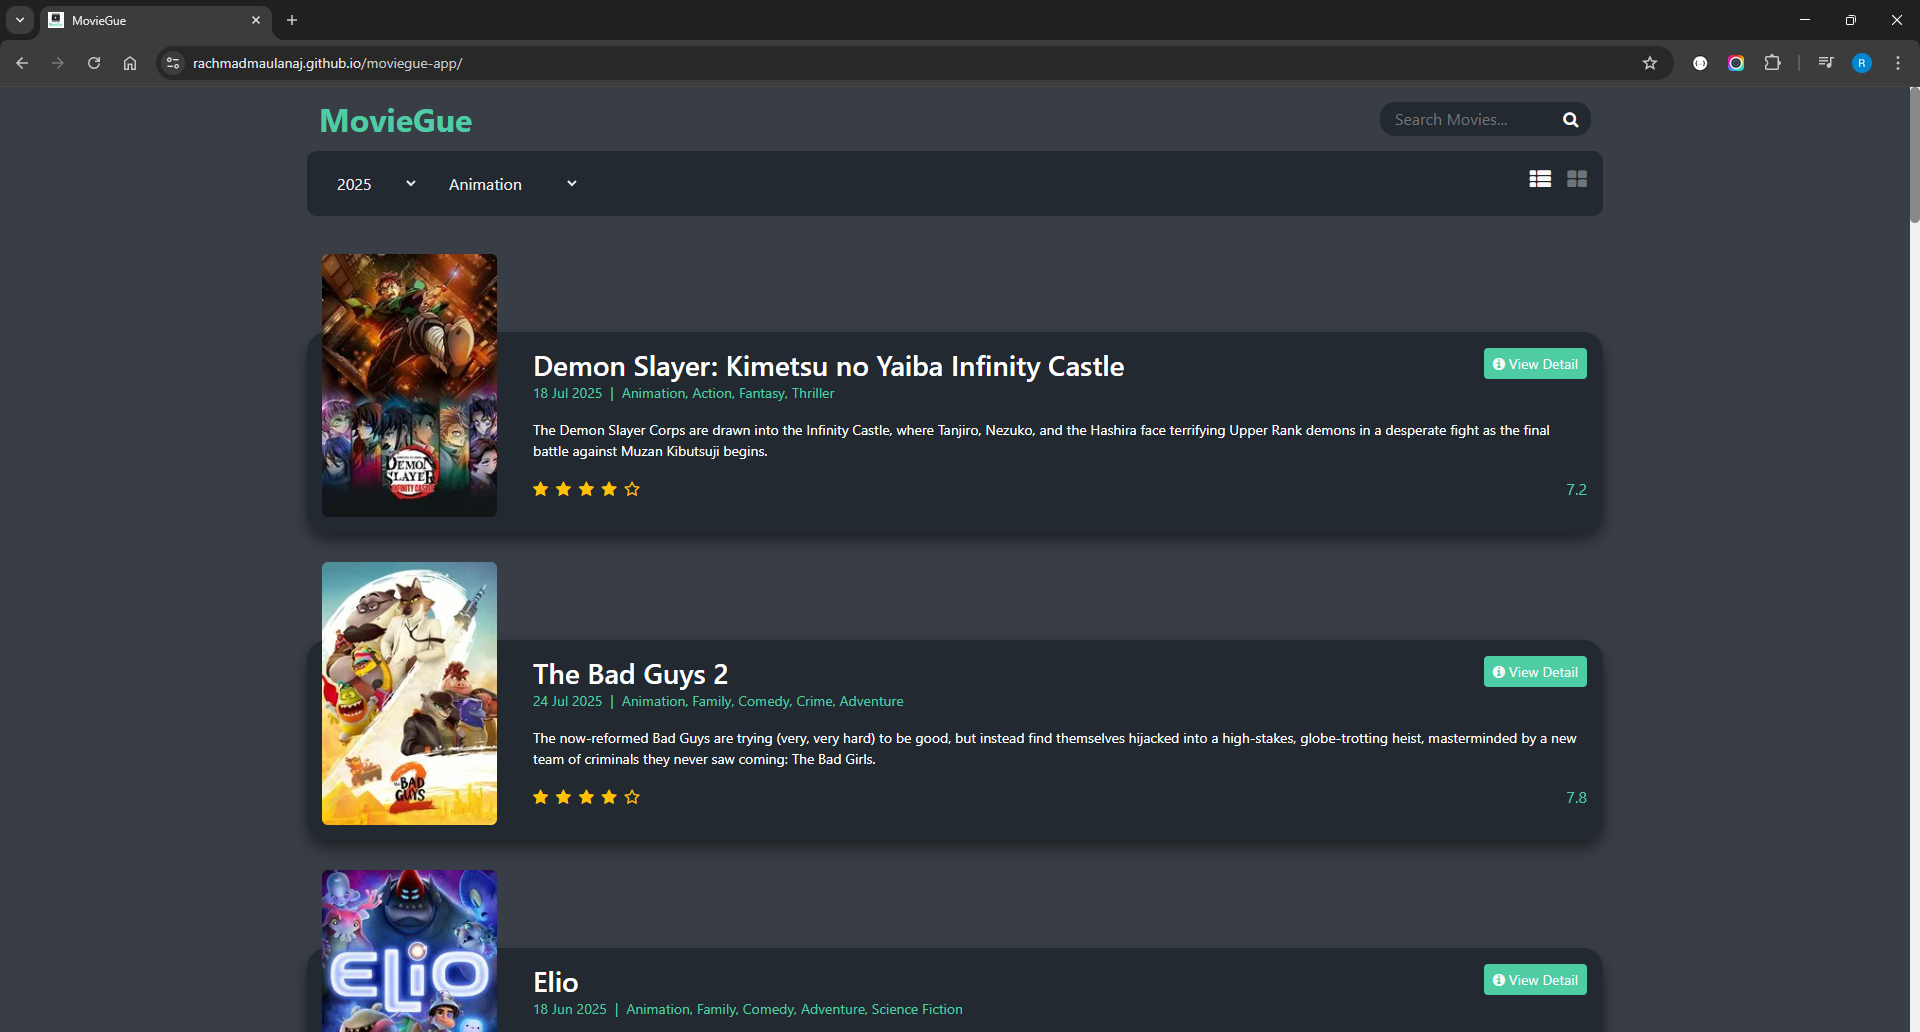 MovieGue
rachmadmaulanaj.github.io/moviegue-app/
R
MovieGue
Search Movies...
2025
Animation
DEMON
SLAYER
INFINITY CASTLE
Demon Slayer: Kimetsu no Yaiba Infinity Castle
View Detail
18 Jul 2025 | Animation, Action, Fantasy, Thriller
The Demon Slayer Corps are drawn into the Infinity Castle, where Tanjiro, Nezuko, and the Hashira face terrifying Upper Rank demons in a desperate fight as the final
battle against Muzan Kibutsuji begins.
7.2
THE BAD
GUYS
2
The Bad Guys 2
View Detail
24 Jul 2025 | Animation, Family, Comedy, Crime, Adventure
The now-reformed Bad Guys are trying (very, very hard) to be good, but instead find themselves hijacked into a high-stakes, globe-trotting heist, masterminded by a new
team of criminals they never saw coming: The Bad Girls.
7.8
ELIO
Elio
View Detail
18 Jun 2025 | Animation, Family, Comedy, Adventure, Science Fiction